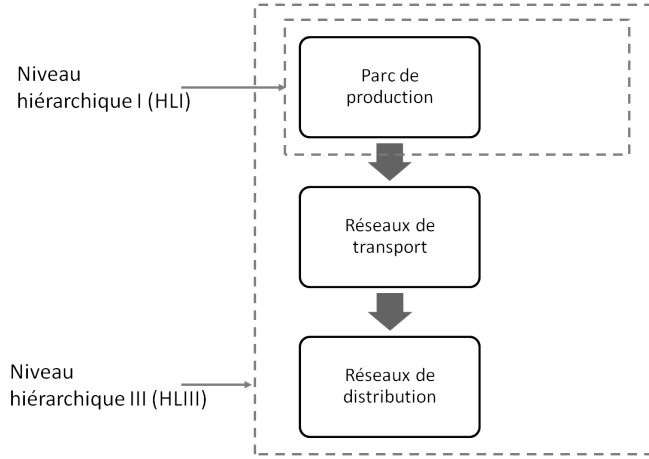 Niveau
hiérarchique I (HLI)
Parc de
production
Réseaux de
transport
Niveau
hiérarchique III (HLIII)
Réseaux de
distribution